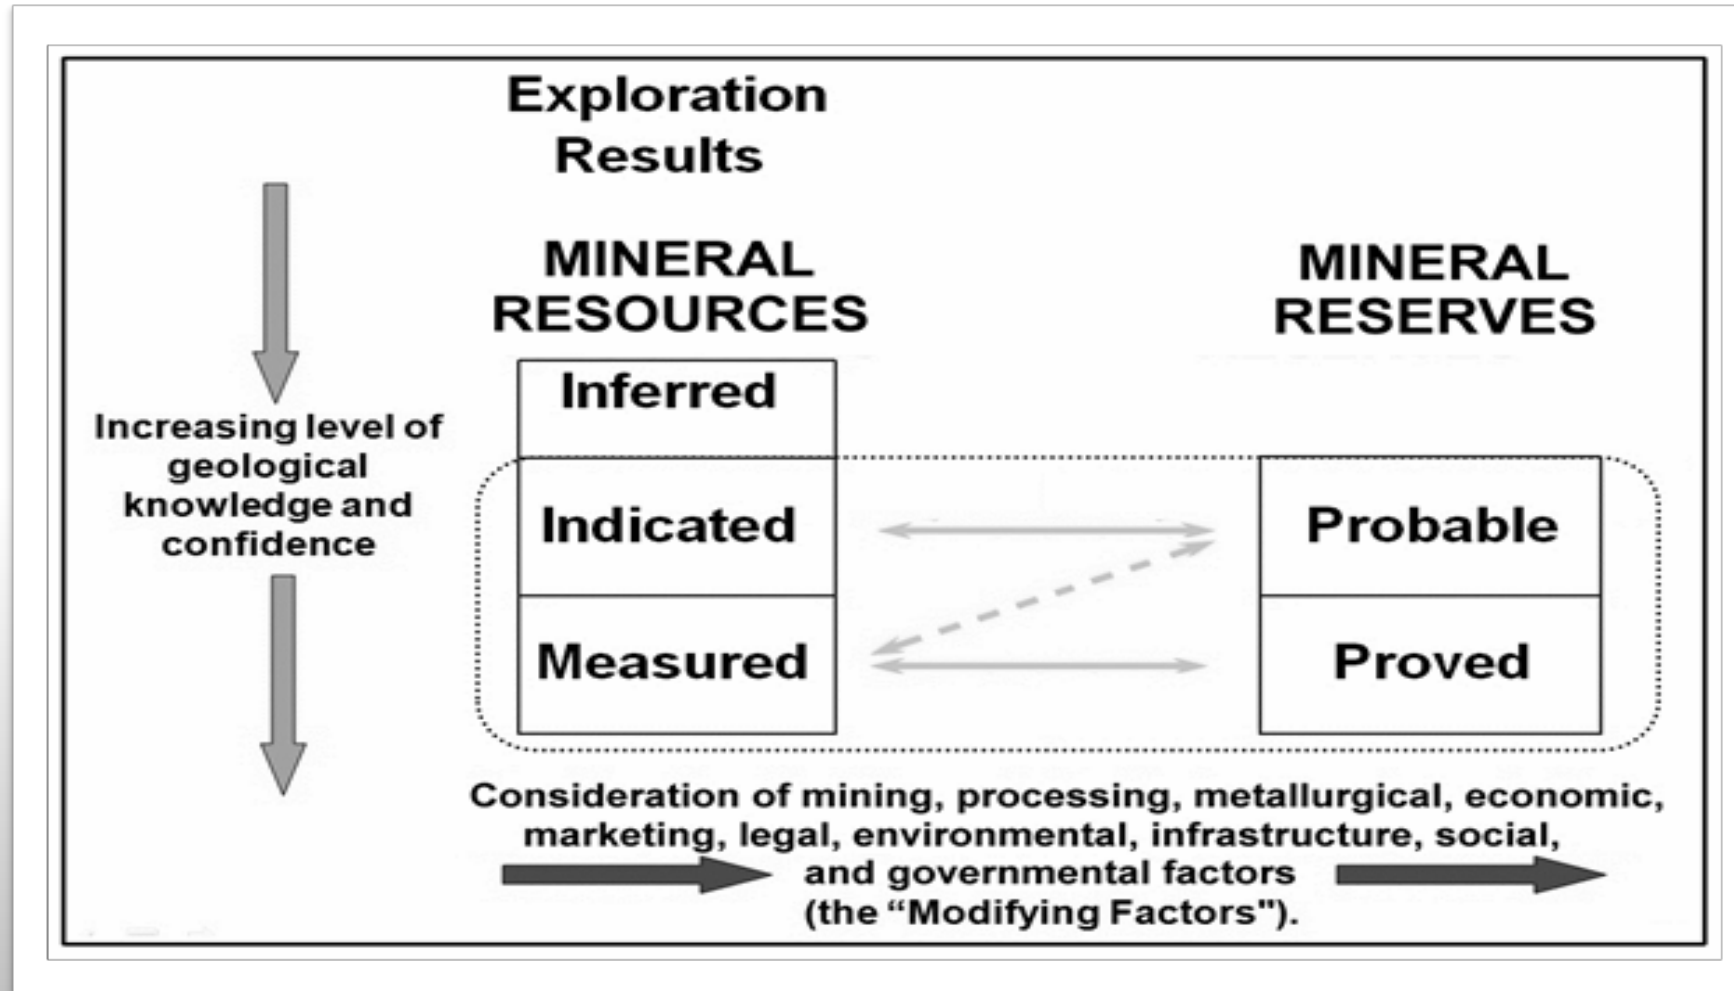 Exploration
Results
MINERAL
RESOURCES
MINERAL
RESERVES
Inferred
Indicated
Measured
Probable
Proved
Increasing level of
geological
knowledge and
confidence
Consideration of mining, processing, metallurgical, economic,
marketing, legal, environmental, infrastructure, social,
and governmental factors
(the “Modifying Factors").